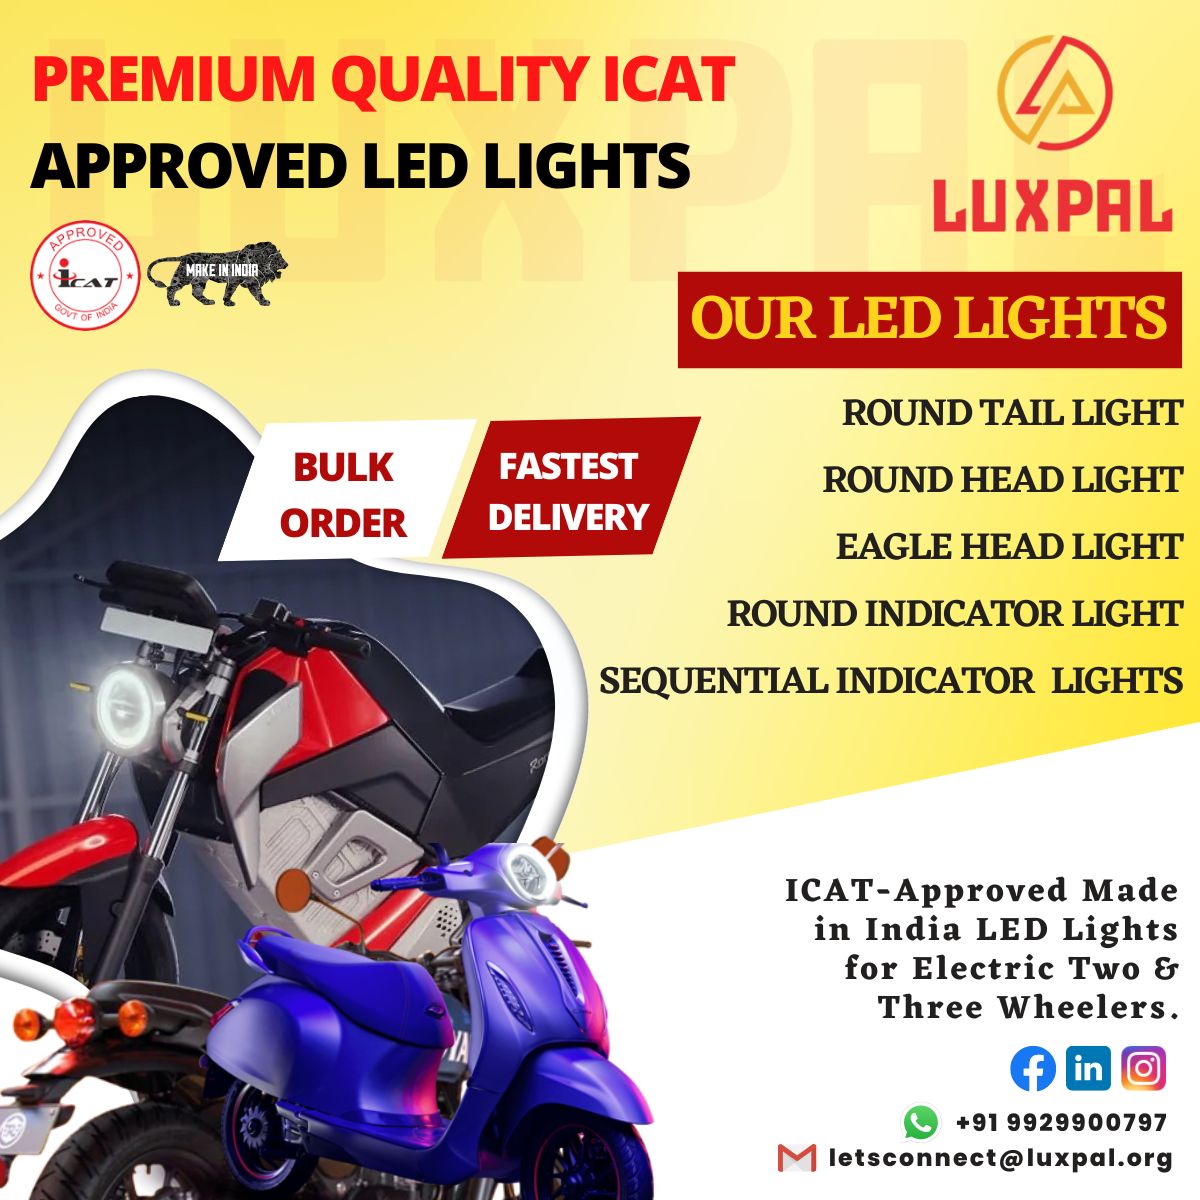 PREMIUM QUALITY ICAT
APPROVED LED LIGHTS
LUXPAL
LUXPAL
APPROVED
iCAT
GOVT OF INDIA
MAKE IN INDIA
OUR LED LIGHTS
ROUND TAIL LIGHT
ROUND HEAD LIGHT
EAGLE HEAD LIGHT
ROUND INDICATOR LIGHT
SEQUENTIAL INDICATOR LIGHTS
BULK
ORDER
FASTEST
DELIVERY
ICAT-Approved Made
in India LED Lights
for Electric Two &
Three Wheelers.
in
+91 9929900797
letsconnect@luxpal.org